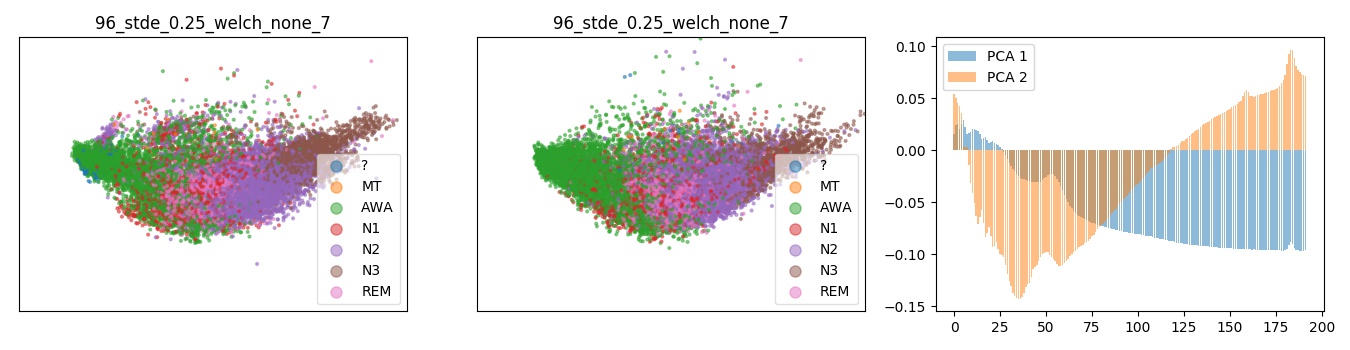 96_stde_0.25_welch_none_7
?
MT
AWA
N1
N2
N3
REM
96_stde_0.25_welch_none_7
?
MT
AWA
N1
N2
N3
REM
PCA 1
PCA 2
0.10
0.05
0.00
−0.05
−0.10
−0.15
0 25 50 75 100 125 150 175 200